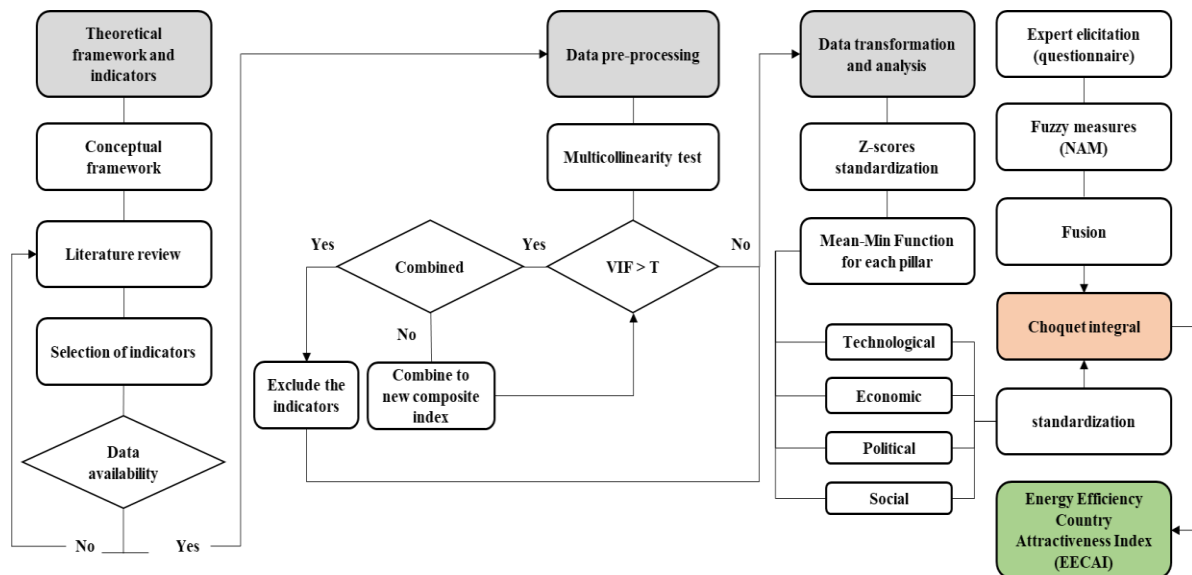 Theoretical
framework and
indicators
Conceptual
framework
Literature review
Selection of indicators
Data
availability
No
Yes
Data pre-processing
Multicollinearity test
VIF > T
Yes
No
Combined
Yes
No
Exclude the
indicators
Combine to
new composite
index
Data transformation
and analysis
Z-scores
standardization
Mean-Min Function
for each pillar
Technological
Economic
Political
Social
Expert elicitation
(questionnaire)
Fuzzy measures
(NAM)
Fusion
Choquet integral
standardization
Energy Efficiency
Country
Attractiveness Index
(EECAI)